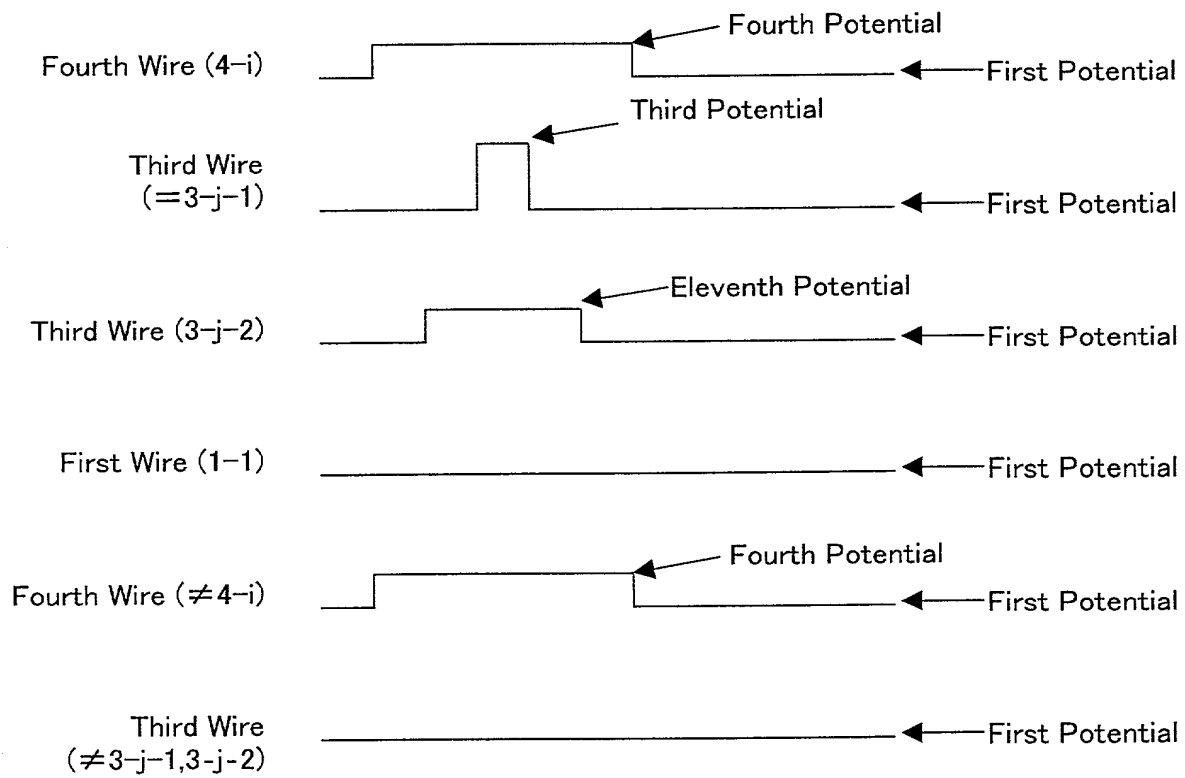 Fourth Potential
Fourth Wire (4-i)
First Potential
Third Potential
Third Wire
(=3-j-1)
First Potential
Eleventh Potential
Third Wire (3-j-2)
First Potential
First Wire (1-1)
First Potential
Fourth Potential
Fourth Wire (≠4-i)
First Potential
Third Wire
(≠3-j-1,3-j-2)
First Potential